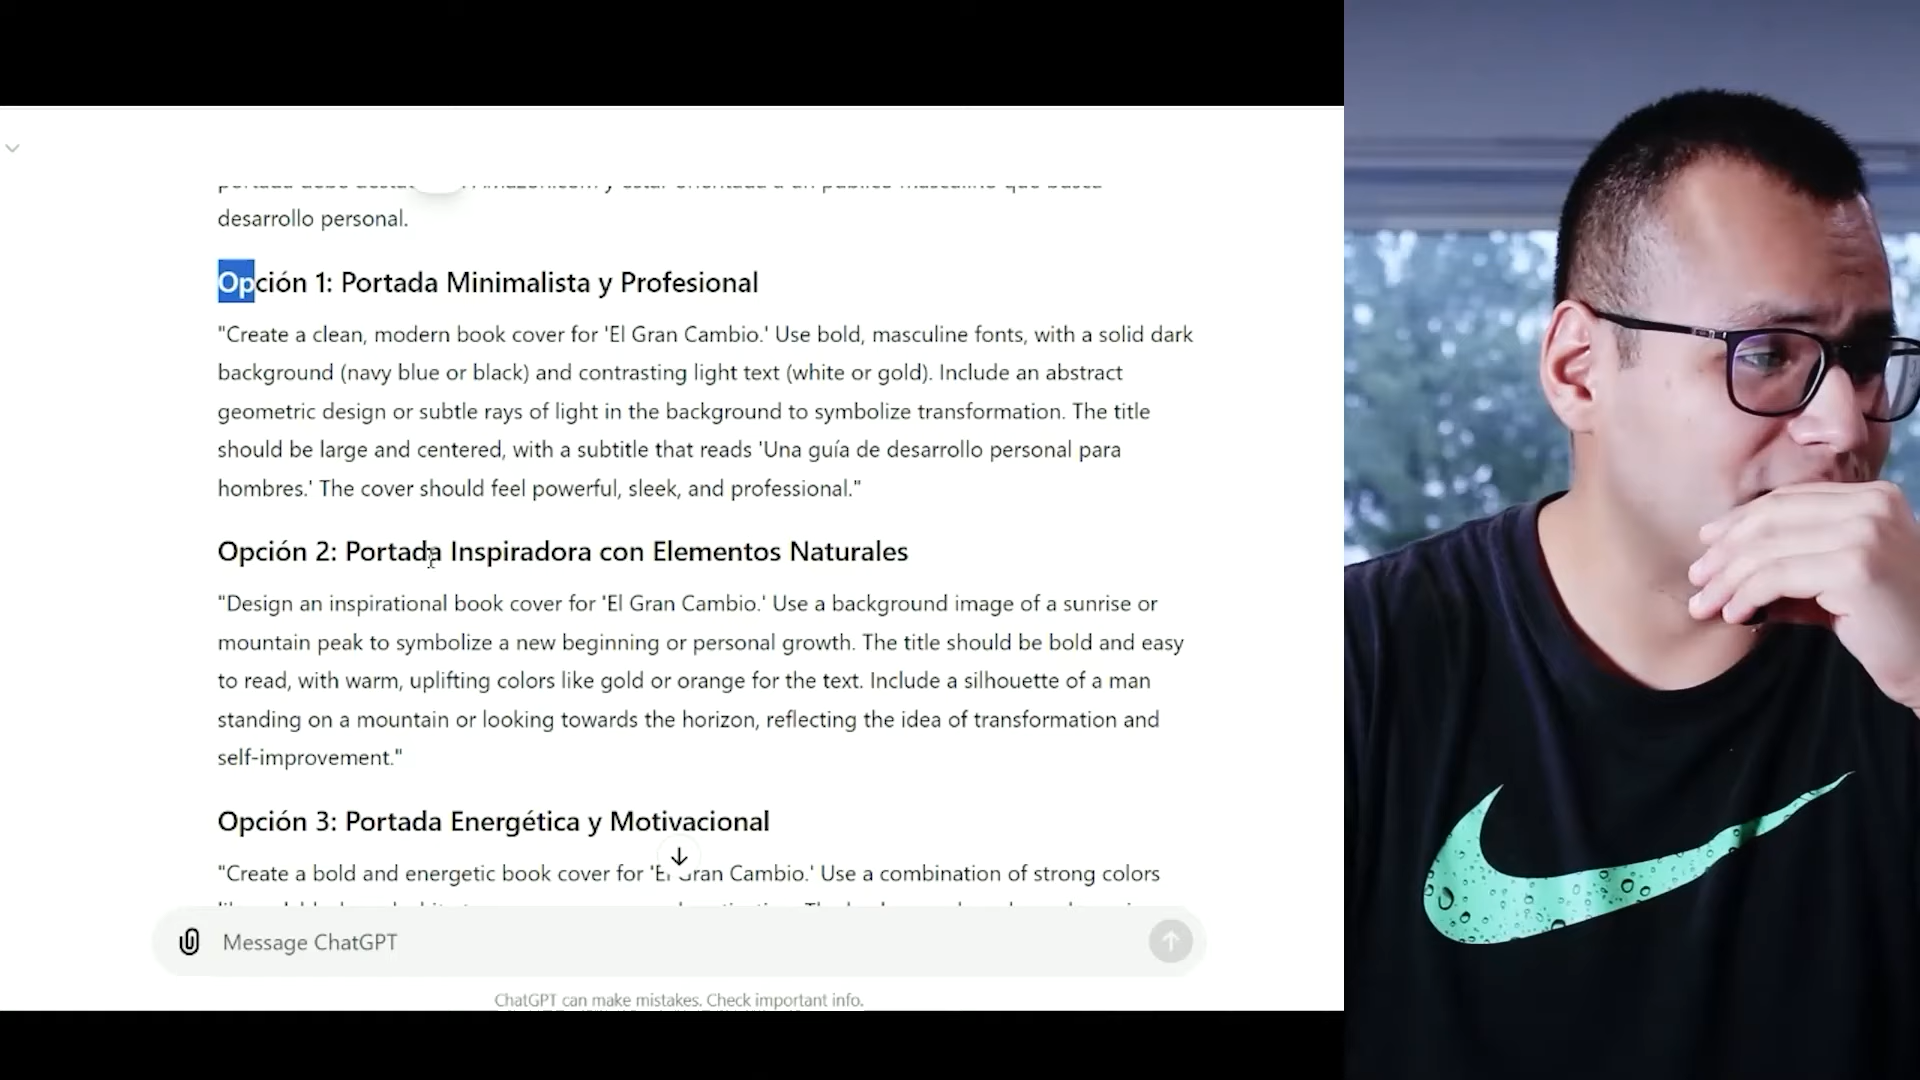 desarrollo personal.
Opción 1: Portada Minimalista y Profesional
"Create a clean, modern book cover for 'El Gran Cambio.' Use bold, masculine fonts, with a solid dark
background (navy blue or black) and contrasting light text (white or gold). Include an abstract
geometric design or subtle rays of light in the background to symbolize transformation. The title
should be large and centered, with a subtitle that reads 'Una guía de desarrollo personal para
hombres.' The cover should feel powerful, sleek, and professional."
Opción 2: Portada Inspiradora con Elementos Naturales
"Design an inspirational book cover for 'El Gran Cambio.' Use a background image of a sunrise or
mountain peak to symbolize a new beginning or personal growth. The title should be bold and easy
to read, with warm, uplifting colors like gold or orange for the text. Include a silhouette of a man
standing on a mountain or looking towards the horizon, reflecting the idea of transformation and
self-improvement."
Opción 3: Portada Energética y Motivacional
"Create a bold and energetic book cover for 'El Gran Cambio.' Use a combination of strong colors
Message ChatGPT
ChatGPT can make mistakes. Check important info.